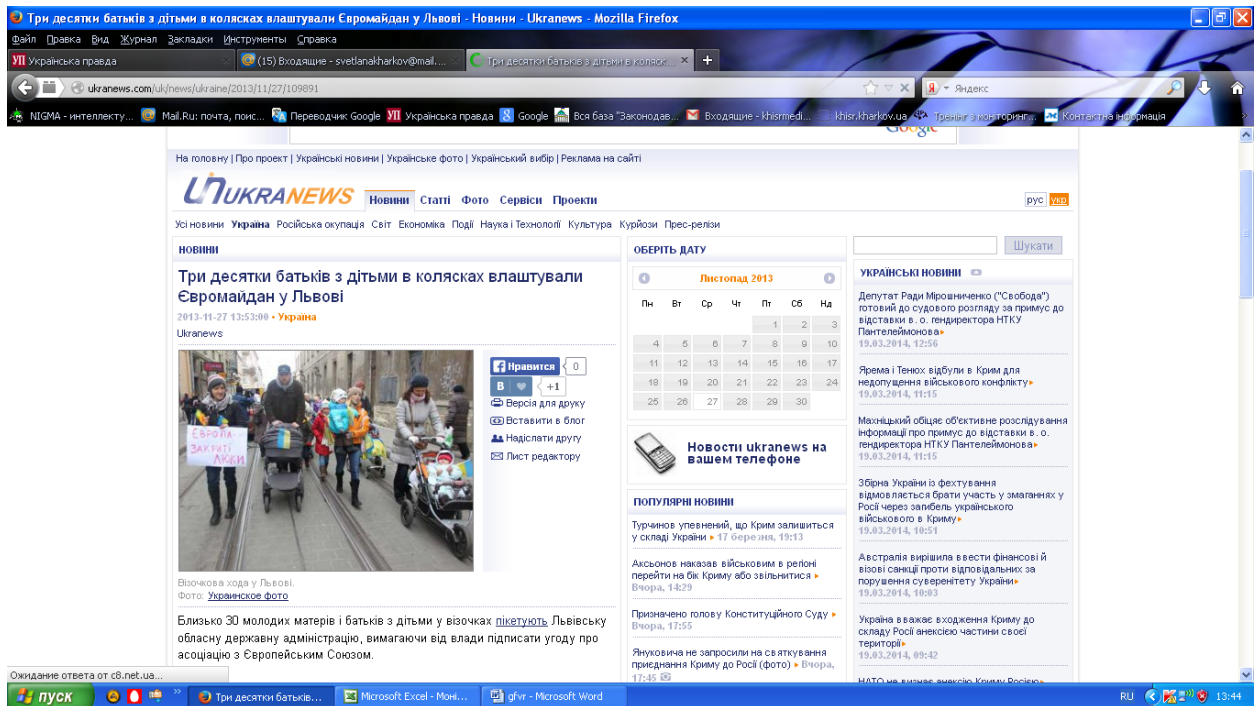 Три десятки батьків з дітьми в колясках влаштували Євромайдан у Львові - Новини - Ukranews - Mozilla Firefox
Файл Правка Вид Журнал Закладки Инструменты Справка
УП Українська правда
(15) Входящие - svetlanakharkov@mail....
Три десятки батьків з дітьми в коляск...
ukranews.com/uk/news/ukraine/2013/11/27/109891
Яндекс
NIGMA - интеллект... Mail.Ru: почта, поис... Переводчик Google УП Українська правда Google Вся база "Законодав... Входящие - khisrmedi... khisr.kharkov.ua Тренінг з моніторинг... Контактна інформація
На головну | Про проект | Українські новини | Українське фото | Український вибір | Реклама на сайті
UKRANEWS
Новини Статті Фото Сервіси Проекти
рус укр
Усі новини Україна Російська окупація Світ Економіка Події Наука і Технології Культура Курйози Прес-релізи
НОВИНИ
Три десятки батьків з дітьми в колясках влаштували
Євромайдан у Львові
2013-11-27 13:53:00 • Україна
Ukranews
ЄВРОПА-
ЗАКРИТІ
ЛЮКИ
Нравится 0
В +1
Версія для друку
Вставити в блог
Надіслати другу
Лист редактору
Візочкова хода у Львові.
Фото: Украинское фото
Близько 30 молодих матерів і батьків з дітьми у візочках пікетують Львівську
обласну державну адміністрацію, вимагаючи від влади підписати угоду про
асоціацію з Європейським Союзом.
ОБЕРІТЬ ДАТУ
Листопад 2013
Пн Вт Ср Чт Пт Сб Нд
1 2 3
4 5 6 7 8 9 10
11 12 13 14 15 16 17
18 19 20 21 22 23 24
25 26 27 28 29 30
Новости ukranews на
вашем телефоне
ПОПУЛЯРНІ НОВИНИ
Турчинов упевнений, що Крим залишиться
у складі України 17 березня, 19:13
Аксьонов наказав військовим в регіоні
перейти на бік Криму або звільнитися
Вчора, 14:29
Призначено голову Конституційного Суду
Вчора, 17:55
Януковича не запросили на святкування
приєднання Криму до Росії (фото) Вчора,
17:45
Шукати
УКРАЇНСЬКІ НОВИНИ
Депутат Ради Мірошниченко ("Свобода")
готовий до судового розгляду за примус до
відставки в. о. гендиректора НТКУ
Пантелеймонова
19.03.2014, 12:56
Ярема і Тенюх відбули в Крим для
недопущення військового конфлікту
19.03.2014, 11:15
Махніцький обіцяє об'єктивне розслідування
інформації про примус до відставки в. о.
гендиректора НТКУ Пантелеймонова
19.03.2014, 11:15
Збірна України із фехтування
відмовляється брати участь у змаганнях у
Росії через загибель українського
військового в Криму
19.03.2014, 10:51
Австралія вирішила ввести фінансові й
візові санкції проти відповідальних за
порушення суверенітету України
19.03.2014, 10:03
Україна вважає входження Криму до
складу Росії анексією частини своєї
території
19.03.2014, 09:42
НАТО не визнає анексію Криму Росією
Ожидание ответа от c8.net.ua...
пуск
Три десятки батьків...
Microsoft Excel - Моні...
gfvr - Microsoft Word
RU
13:44